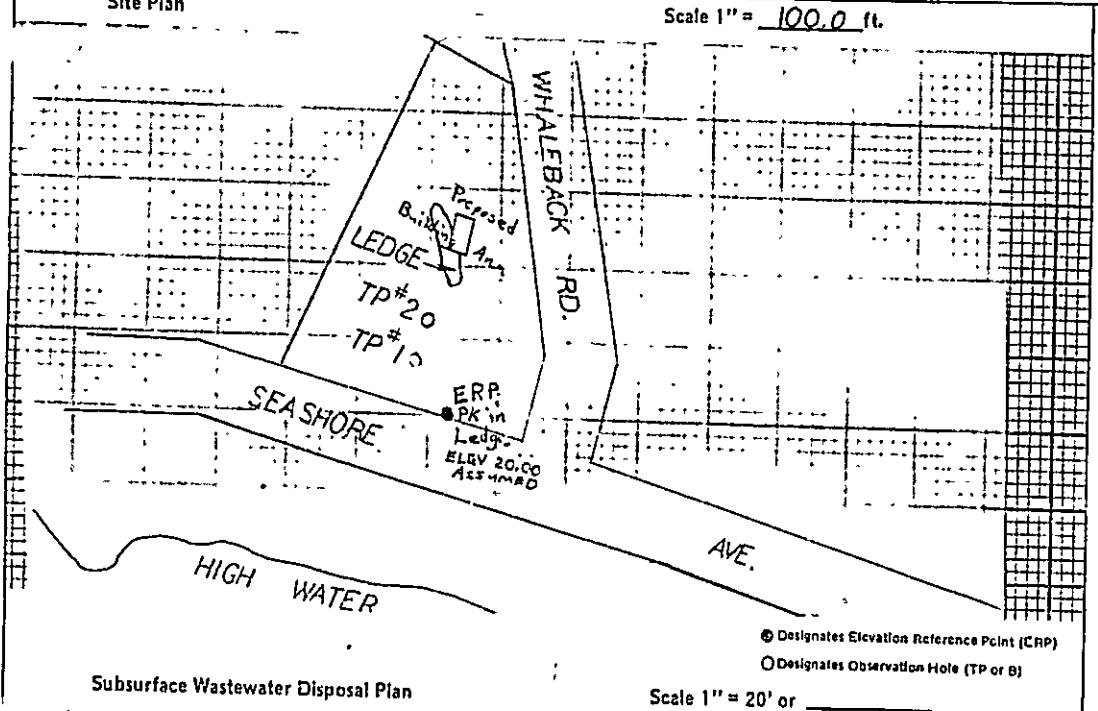 Site Plan
Scale 1" = 100.0 ft.
WHALEBACK RD.
Proposed
Building Area
LEDGE
TP #2
TP #1
ERP.
PK in
Ledge
ELEV 20.00
ASSUMED
SEASHORE
AVE.
HIGH WATER
Designates Elevation Reference Point (ERP)
Designates Observation Hole (TP or B)
Subsurface Wastewater Disposal Plan
Scale 1" = 20' or